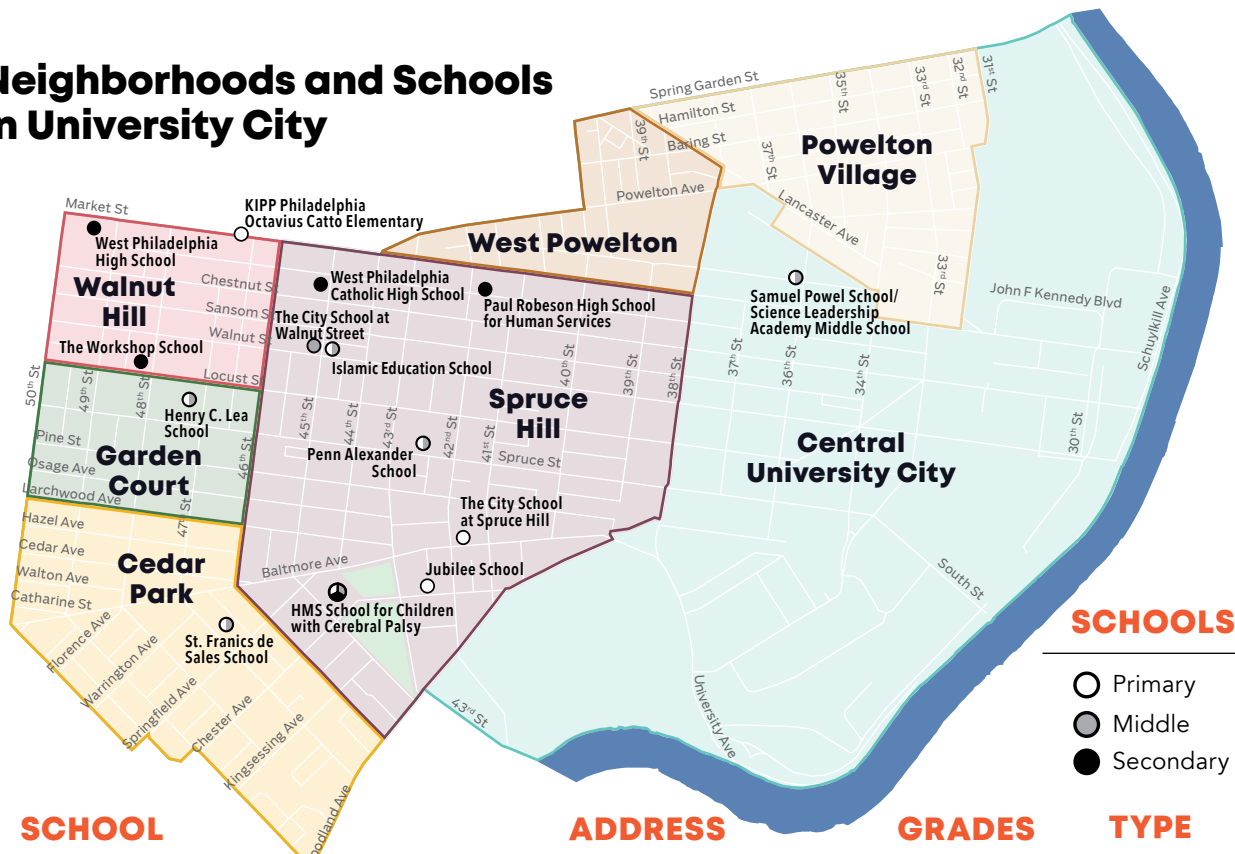 Neighborhoods and Schools
n University City
Spring Garden St
Hamilton St
Baring St
39th St
37th St
35th St
33rd St
32nd St
31st St
Powelton
Village
Powelton Ave
Lancaster Ave
West Powelton
33rd St
Market St
KIPP Philadelphia
Octavius Catto Elementary
West Philadelphia
High School
Walnut
Hill
Chestnut St
Sansom St
Walnut St
The Workshop School
Locust St
West Philadelphia
Catholic High School
Paul Robeson High School
for Human Services
The City School at
Walnut Street
Islamic Education School
Samuel Powel School/
Science Leadership
Academy Middle School
John F Kennedy Blvd
Schuylkill Ave
50th St
49th St
48th St
Henry C. Lea
School
46th St
47th St
Pine St
Osage Ave
Larchwood Ave
Garden
Court
45th St
44th St
43rd St
42nd St
41st St
40th St
39th St
38th St
37th St
36th St
34th St
30th St
Spruce
Hill
Spruce St
Penn Alexander
School
Central
University City
The City School
at Spruce Hill
Hazel Ave
Cedar Ave
Walton Ave
Catharine St
Cedar
Park
Baltmore Ave
Jubilee School
HMS School for Children
with Cerebral Palsy
St. Franics de
Sales School
Florence Ave
Warrington Ave
Springfield Ave
Chester Ave
Kingsessing Ave
oodland Ave
43rd St
University Ave
South St
SCHOOLS
Primary
Middle
Secondary
SCHOOL ADDRESS GRADES TYPE